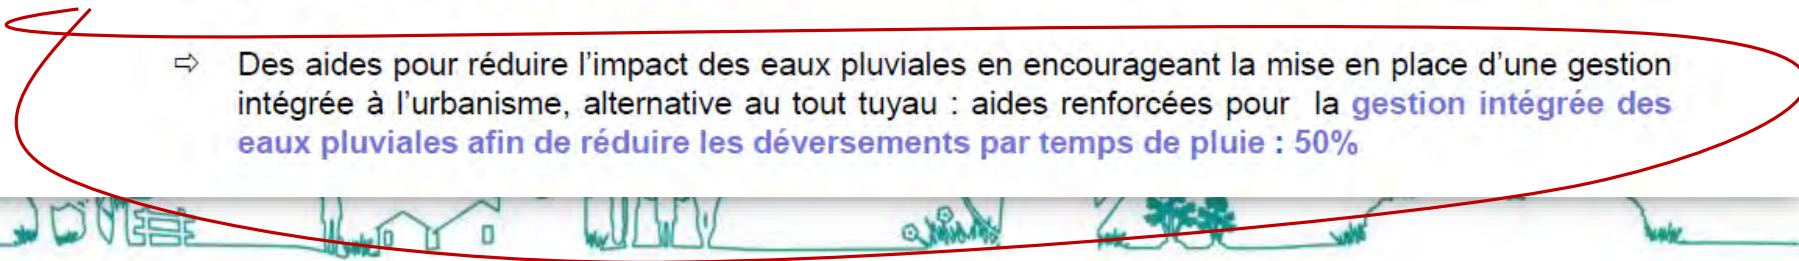 ⇨ Des aides pour réduire l'impact des eaux pluviales en encourageant la mise en place d'une gestion
intégrée à l'urbanisme, alternative au tout tuyau : aides renforcées pour la gestion intégrée des
eaux pluviales afin de réduire les déversements par temps de pluie : 50%